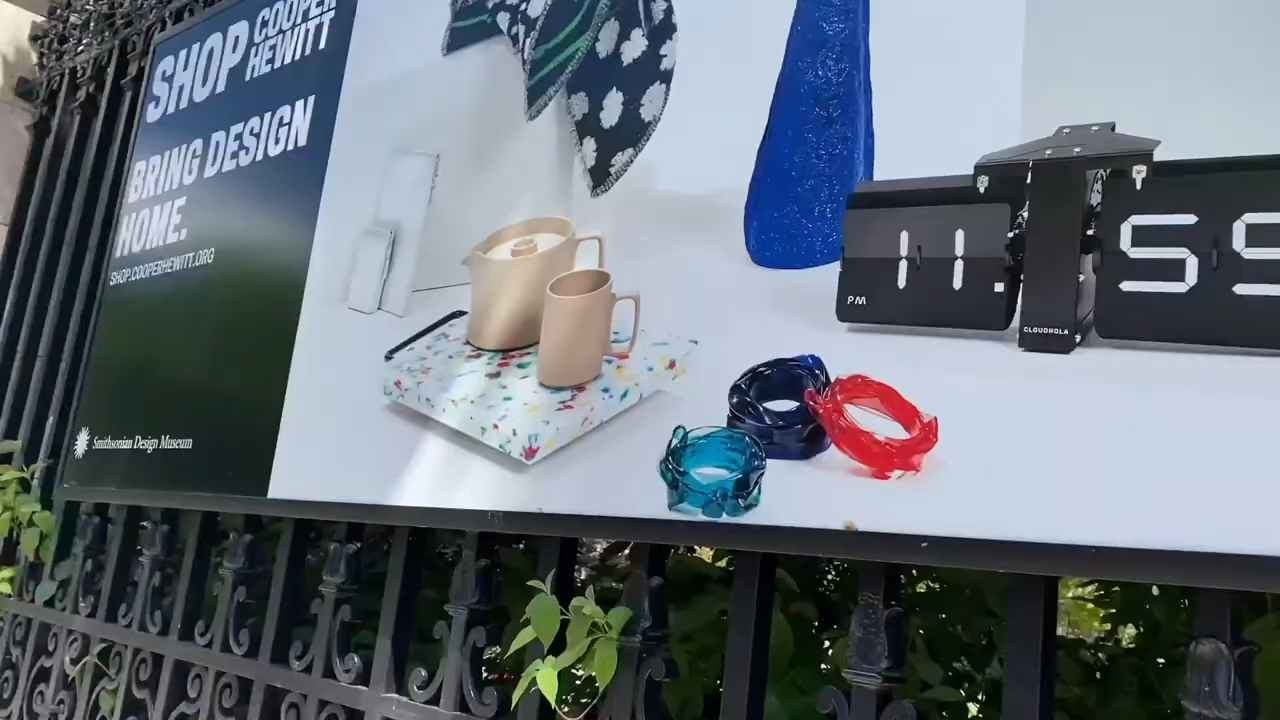 SHOP COOPER
HEWITT
BRING DESIGN
HOME.
SHOP.COOPERHEWITT.ORG
Smithsonian Design Museum
PM
11.
59
CLOUDNOLA